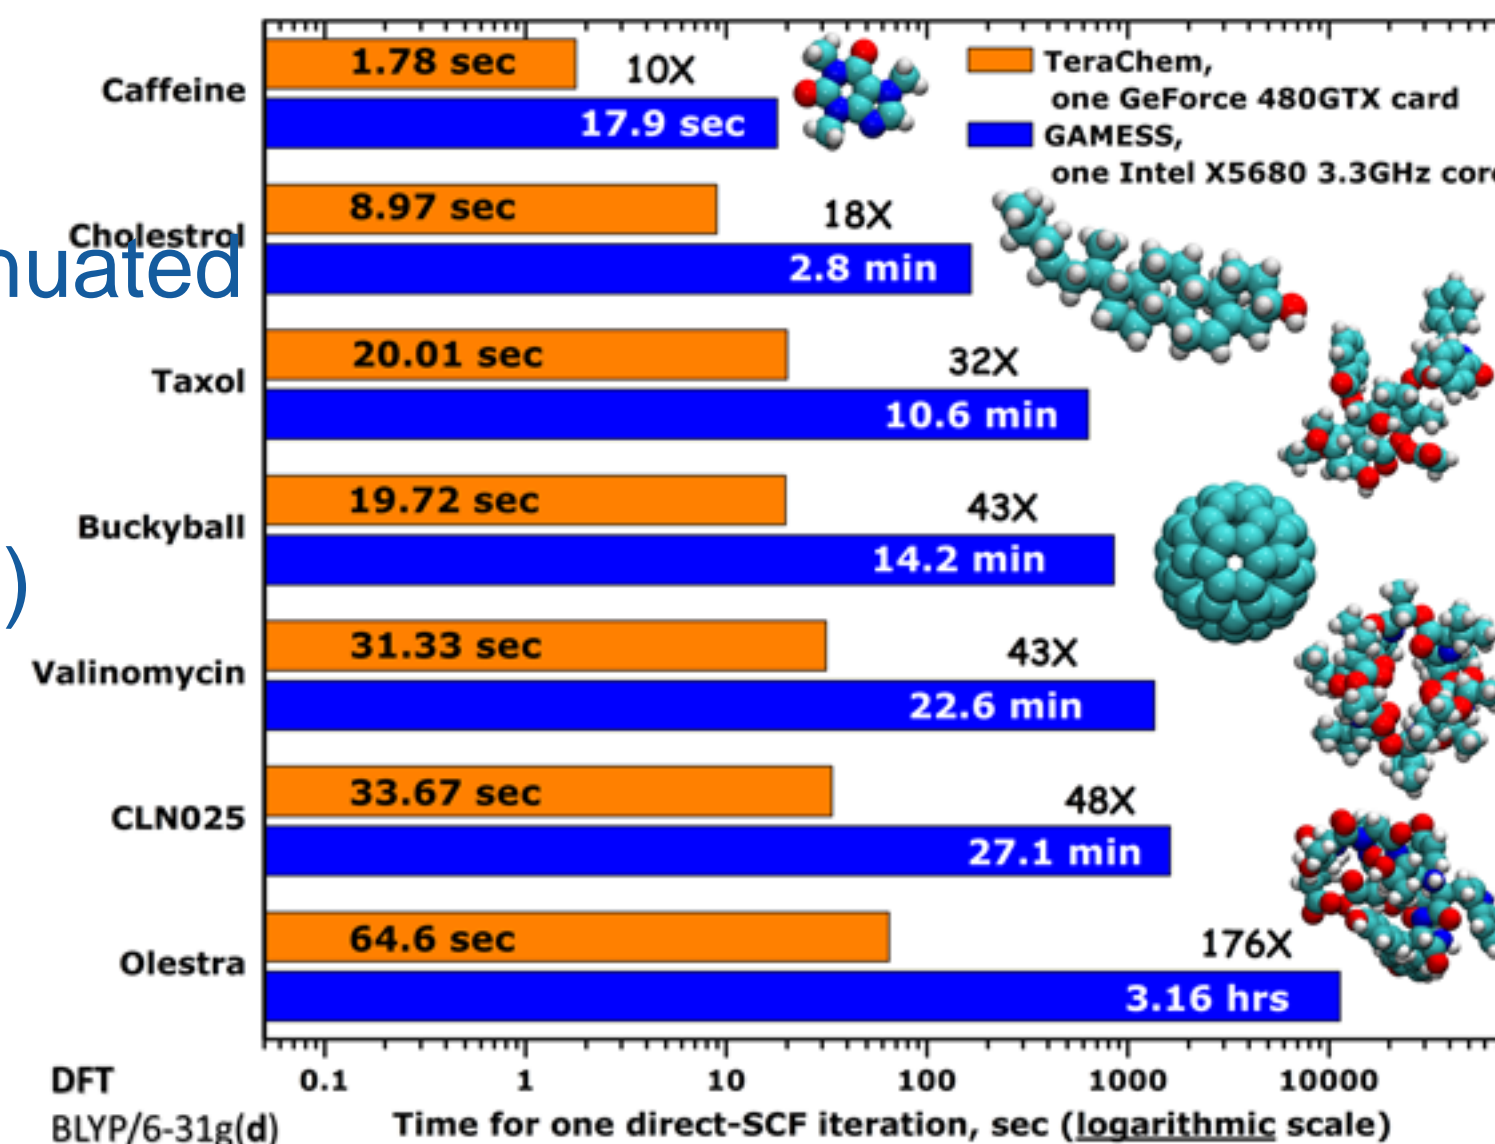 Caffeine
1.78 sec
10X
17.9 sec
TeraChem,
one GeForce 480GTX card
GAMESS,
one Intel X5680 3.3GHz core
Cholestrol
8.97 sec
18X
2.8 min
nuated
Taxol
20.01 sec
32X
10.6 min
Buckyball
19.72 sec
43X
14.2 min
)
Valinomycin
31.33 sec
43X
22.6 min
CLN025
33.67 sec
48X
27.1 min
Olestra
64.6 sec
176X
3.16 hrs
0.1 1 10 100 1000 10000
DFT
BLYP/6-31g(d)
Time for one direct-SCF iteration, sec (logarithmic scale)